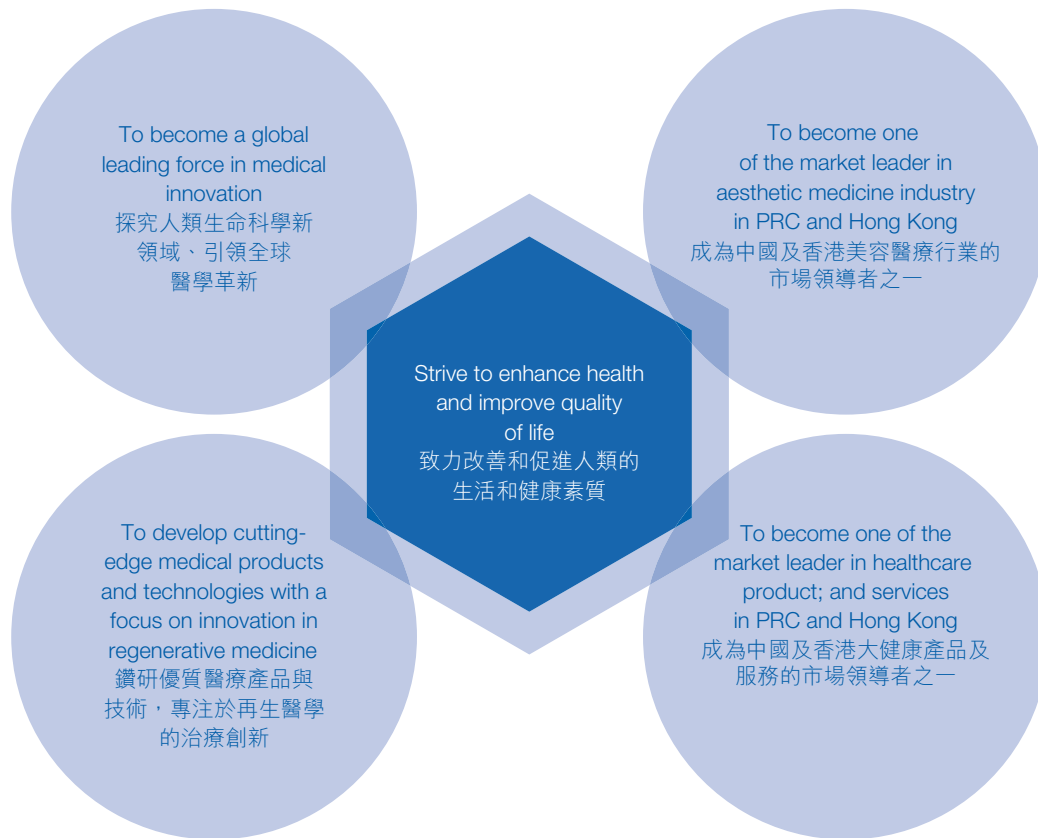 To become a global
leading force in medical
innovation
探究人類生命科學新
領域、引領全球
醫學革新
To become one
of the market leader in
aesthetic medicine industry
in PRC and Hong Kong
成為中國及香港美容醫療行業的
市場領導者之一
Strive to enhance health
and improve quality
of life
致力改善和促進人類的
生活和健康素質
To develop cutting-
edge medical products
and technologies with a
focus on innovation in
regenerative medicine
鑽研優質醫療產品與
技術，專注於再生醫學
的治療創新
To become one of the
market leader in healthcare
product; and services
in PRC and Hong Kong
成為中國及香港大健康產品及
服務的市場領導者之一